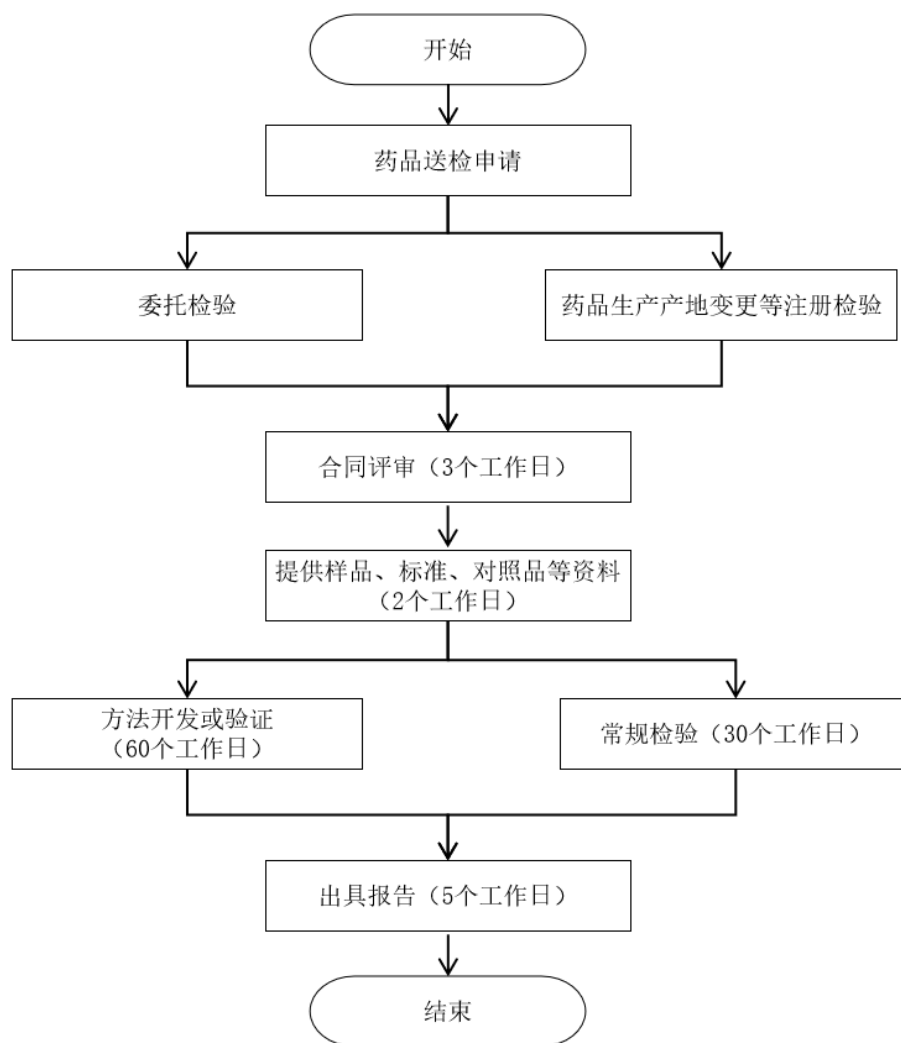 开始
药品送检申请
委托检验
药品生产产地变更等注册检验
合同评审（3个工作日）
提供样品、标准、对照品等资料
（2个工作日）
方法开发或验证
（60个工作日）
常规检验（30个工作日）
出具报告（5个工作日）
结束